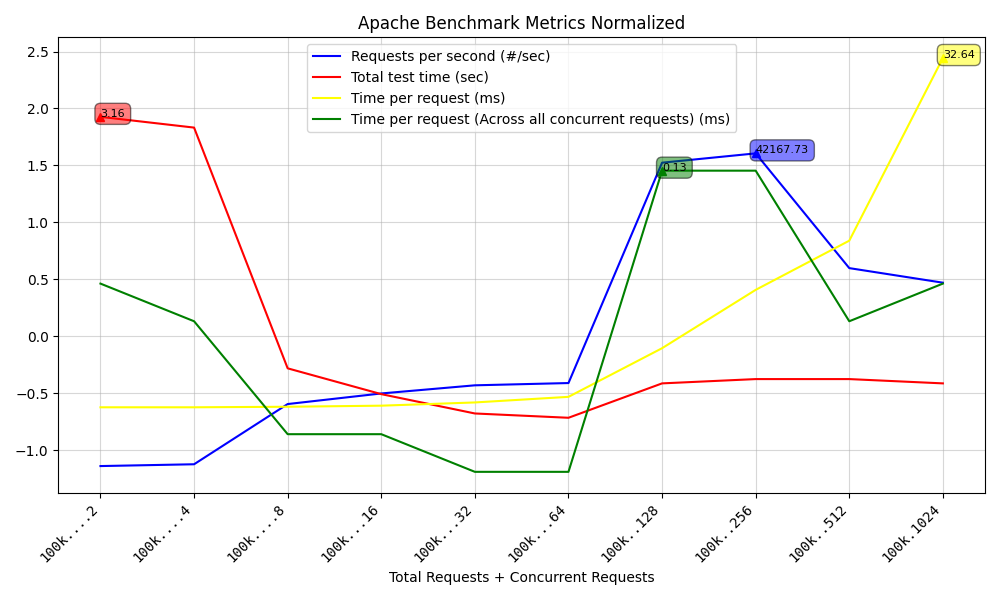 Apache Benchmark Metrics Normalized
Requests per second (#/sec)
Total test time (sec)
Time per request (ms)
Time per request (Across all concurrent requests) (ms)
32.64
3.16
42167.73
0.13
2.5
2.0
1.5
1.0
0.5
0.0
−0.5
−1.0
100k....2
100k....4
100k....8
100k...16
100k...32
100k...64
100k..128
100k..256
100k..512
100k.1024
Total Requests + Concurrent Requests